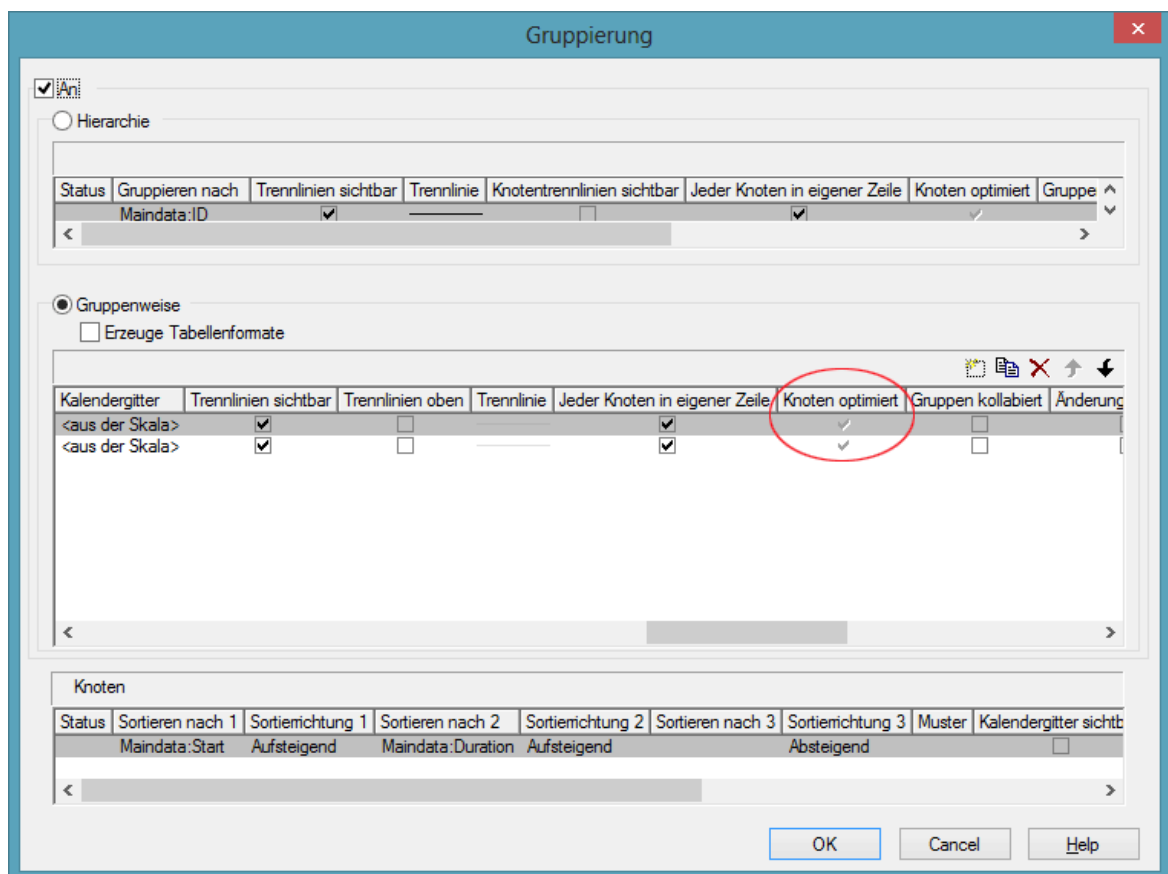 Gruppierung
An
Hierarchie
Status Gruppieren nach Trennlinien sichtbar Trennlinie Knotentrennlinien sichtbar Jeder Knoten in eigener Zeile Knoten optimiert Gruppe
Maindata:ID
Gruppenweise
Erzeuge Tabellenformate
Kalendergitter Trennlinien sichtbar Trennlinien oben Trennlinie Jeder Knoten in eigener Zeile Knoten optimiert Gruppen kollabiert Änderung
<aus der Skala>
<aus der Skala>
Knoten
Status Sortieren nach 1 Sortierrichtung 1 Sortieren nach 2 Sortierrichtung 2 Sortieren nach 3 Sortierrichtung 3 Muster Kalendergitter sichtb
Maindata:Start Aufsteigend Maindata:Duration Aufsteigend Absteigend
OK Cancel Help